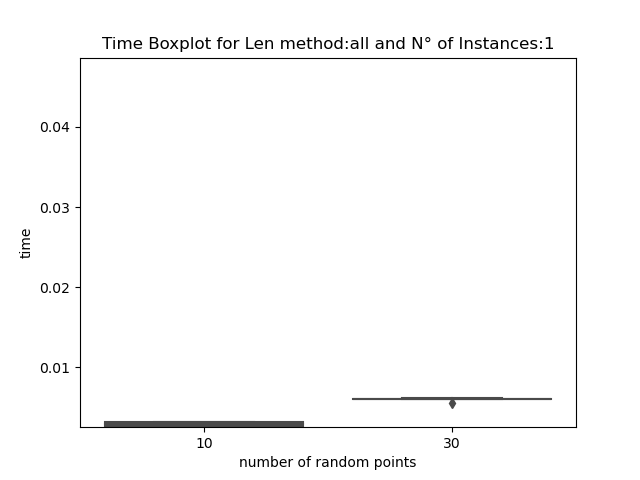 Time Boxplot for Len method:all and N° of Instances:1
0.04
0.03
0.02
0.01
time
10
30
number of random points